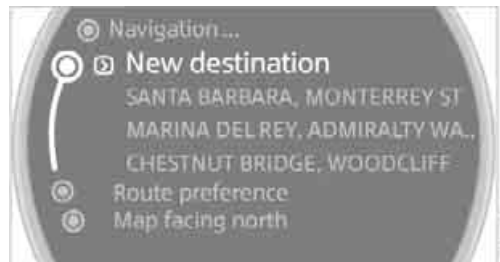 Navigation...
New destination
SANTA BARBARA, MONTERREY ST
MARINA DEL REY, ADMIRALTY WA..
CHESTNUT BRIDGE, WOODCLIFF
Route preference
Map facing north